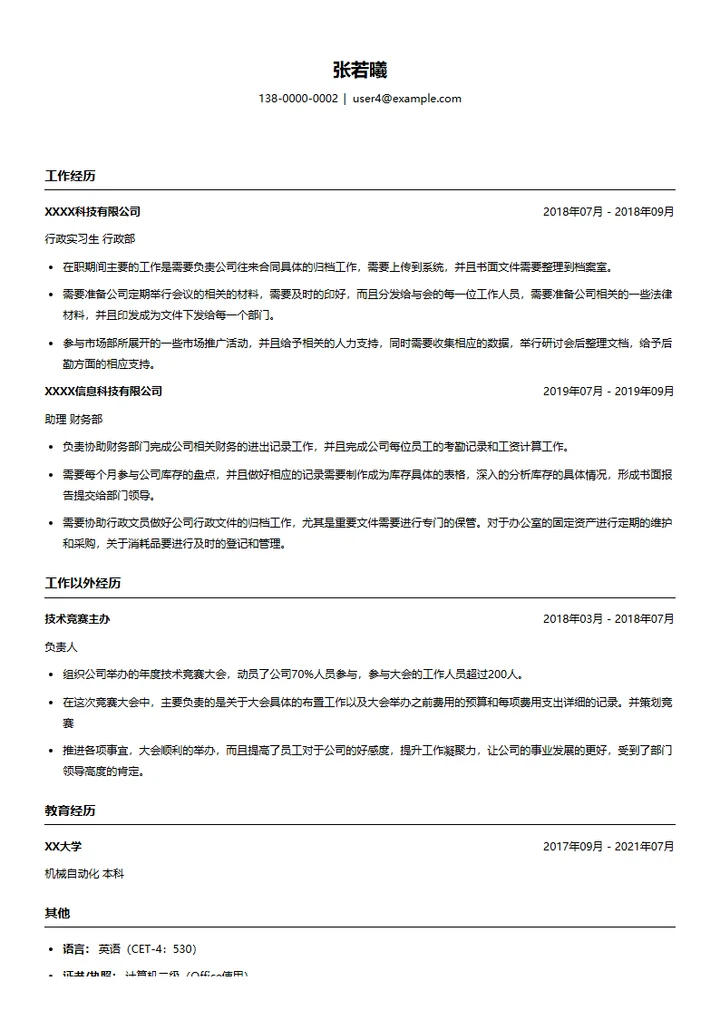 张若曦
138-0000-0002 | user4@example.com
工作经历
XXXX科技有限公司 2018年07月 - 2018年09月
行政实习生 行政部
• 在职期间主要的工作是需要负责公司往来合同具体的归档工作，需要上传到系统，并且书面文件需要整理到档案室。
• 需要准备公司定期举行会议的相关的材料，需要及时的印好，而且分发给与会的每一位工作人员，需要准备公司相关的一些法律
材料，并且印发成为文件下发给每一个部门。
• 参与市场部所展开的一些市场推广活动，并且给予相关的人力支持，同时需要收集相应的数据，举行研讨会后整理文档，给予后
勤方面的相应支持。
XXXX信息科技有限公司 2019年07月 - 2019年09月
助理 财务部
• 负责协助财务部门完成公司相关财务的进出记录工作，并且完成公司每位员工的考勤记录和工资计算工作。
• 需要每个月参与公司库存的盘点，并且做好相应的记录需要制作成为库存具体的表格，深入的分析库存的具体情况，形成书面报
告提交给部门领导。
• 需要协助行政文员做好公司行政文件的归档工作，尤其是重要文件需要进行专门的保管。对于办公室的固定资产进行定期的维护
和采购，关于消耗品要进行及时的登记和管理。
工作以外经历
技术竞赛主办 2018年03月 - 2018年07月
负责人
• 组织公司举办的年度技术竞赛大会，动员了公司70%人员参与，参与大会的工作人员超过200人。
• 在这次竞赛大会中，主要负责的是关于大会具体的布置工作以及大会举办之前费用的预算和每项费用支出详细的记录。并策划竞
赛
• 推进各项事宜，大会顺利的举办，而且提高了员工对于公司的好感度，提升工作凝聚力，让公司的事业发展的更好，受到了部门
领导高度的肯定。
教育经历
XX大学 2017年09月 - 2021年07月
机械自动化 本科
其他
• 语言： 英语（CET-4：530）
• 证书/执照： 计算机二级（Office使用）